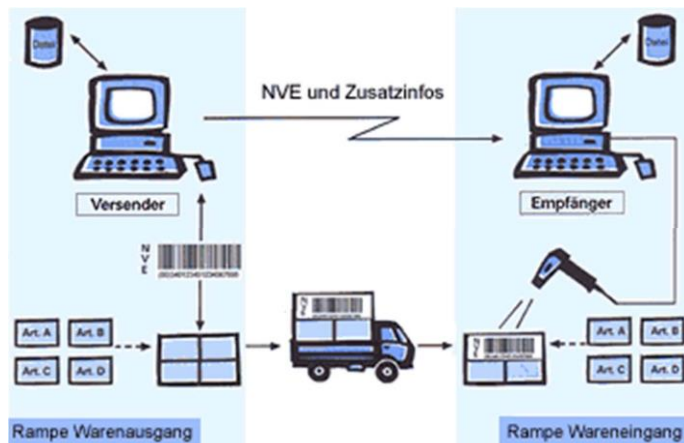 Datei
Datei
NVE und Zusatzinfos
Versender
Empfänger
NVE
Art. A
Art. B
Art. C
Art. D
Art. A
Art. B
Art. C
Art. D
Rampe Warenausgang
Rampe Wareneingang